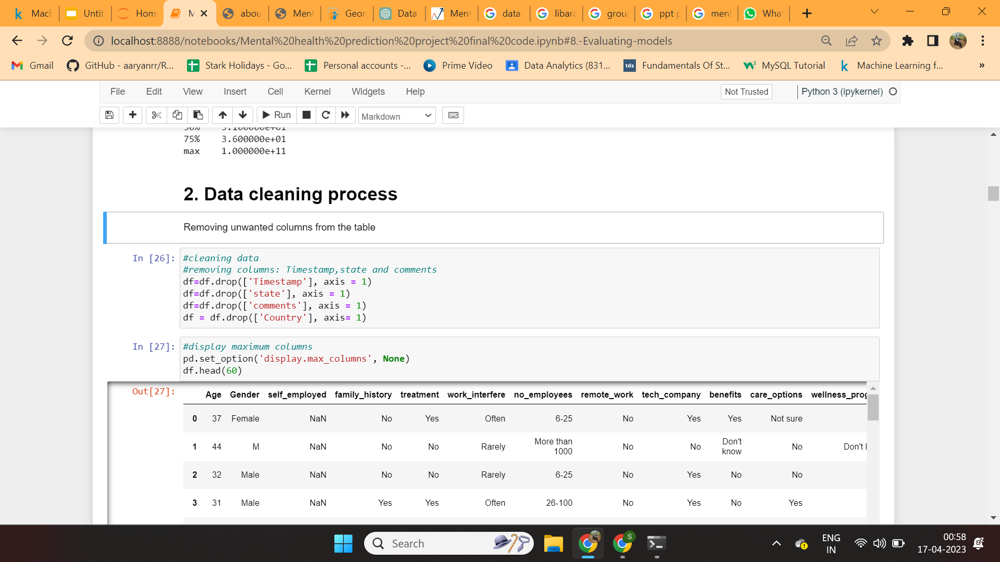 Mach
Untit
Hom
M
abou
Ment
Geor
Data
Ment
data
libara
grou
ppt p
ment
What
localhost:8888/notebooks/Mental%20health%20prediction%20project%20final%20code.ipynb#8.-Evaluating-models
Gmail
GitHub - aaryanrr/R...
Stark Holidays - Go...
Personal accounts -...
Prime Video
Data Analytics (831...
tds Fundamentals Of St...
MySQL Tutorial
Machine Learning f...
»
File Edit View Insert Cell Kernel Widgets Help
Not Trusted
Python 3 (ipykernel)
Run
Markdown
75% 3.600000e+01
max 1.000000e+11
2. Data cleaning process
Removing unwanted columns from the table
In [26]: #cleaning data
#removing columns: Timestamp,state and comments
df=df.drop(['Timestamp'], axis = 1)
df=df.drop(['state'], axis = 1)
df=df.drop(['comments'], axis = 1)
df = df.drop(['Country'], axis= 1)
In [27]: #display maximum columns
pd.set_option('display.max_columns', None)
df.head(60)
Out[27]:
Age Gender self_employed family_history treatment work_interfere no_employees remote_work tech_company benefits care_options wellness_prog
0 37 Female NaN No Yes Often 6-25 No Yes Yes Not sure
1 44 M NaN No No Rarely More than 1000 No No Don't know No Don't k
2 32 Male NaN No No Rarely 6-25 No Yes No No
3 31 Male NaN Yes Yes Often 26-100 No Yes No Yes
Search
S
ENG
IN
00:58
17-04-2023